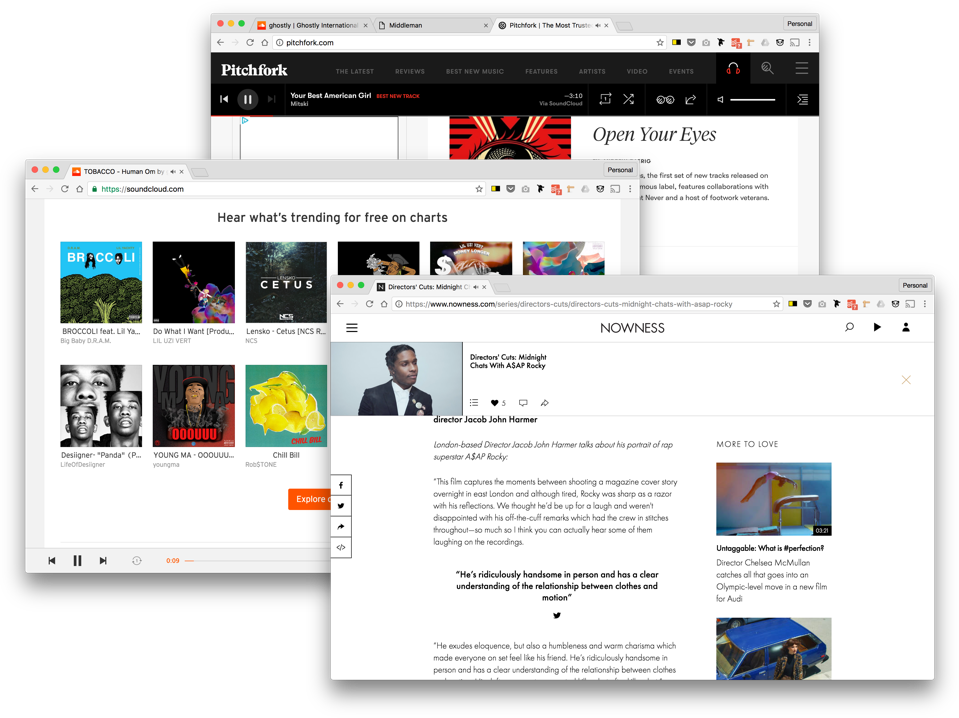 ghostly | Ghostly International
Middleman
Pitchfork | The Most Truste
Personal
pitchfork.com
Pitchfork
THE LATEST
REVIEWS
BEST NEW MUSIC
FEATURES
ARTISTS
VIDEO
EVENTS
Your Best American Girl BEST NEW TRACK
Mitski
—3:10
Via SoundCloud
Open Your Eyes
es, the first set of new tracks released on
mous label, features collaborations with
nt Never and a host of footwork veterans.
TOBACCO - Human Om by
Personal
https://soundcloud.com
Hear what's trending for free on charts
BROCCOLI
LENSKO
CETUS
NCS
BROCCOLI feat. Lil Ya...
Big Baby D.R.A.M.
Do What I Want [Produ...
LIL UZI VERT
Lensko - Cetus [NCS R...
NCS
YOUNG MA
OOOUUU
CHILL BILL
Desiigner- "Panda" (P...
LifeOfDesiigner
YOUNG MA - OOOUUU...
youngma
Chill Bill
Rob$TONE
Explore
0:09
Directors' Cuts: Midnight C
Personal
https://www.nowness.com/series/directors-cuts/directors-cuts-midnight-chats-with-asap-rocky
NOWNESS
Directors' Cuts: Midnight
Chats With A$AP Rocky
5
director Jacob John Harmer
London-based Director Jacob John Harmer talks about his portrait of rap
superstar A$AP Rocky:
"This film captures the moments between shooting a magazine cover story
overnight in east London and although tired, Rocky was sharp as a razor
with his reflections. We thought he'd be up for a laugh and weren't
disappointed with his off-the-cuff remarks which had the crew in stitches
throughout—so much so I think you can actually hear some of them
laughing on the recordings.
"He's ridiculously handsome in person and has a clear
understanding of the relationship between clothes and
motion"
"He exudes eloquence, but also a humbleness and warm charisma which
made everyone on set feel like his friend. He's ridiculously handsome in
person and has a clear understanding of the relationship between clothes
MORE TO LOVE
03:21
Untaggable: What is #perfection?
Director Chelsea McMullan
catches all that goes into an
Olympic-level move in a new film
for Audi